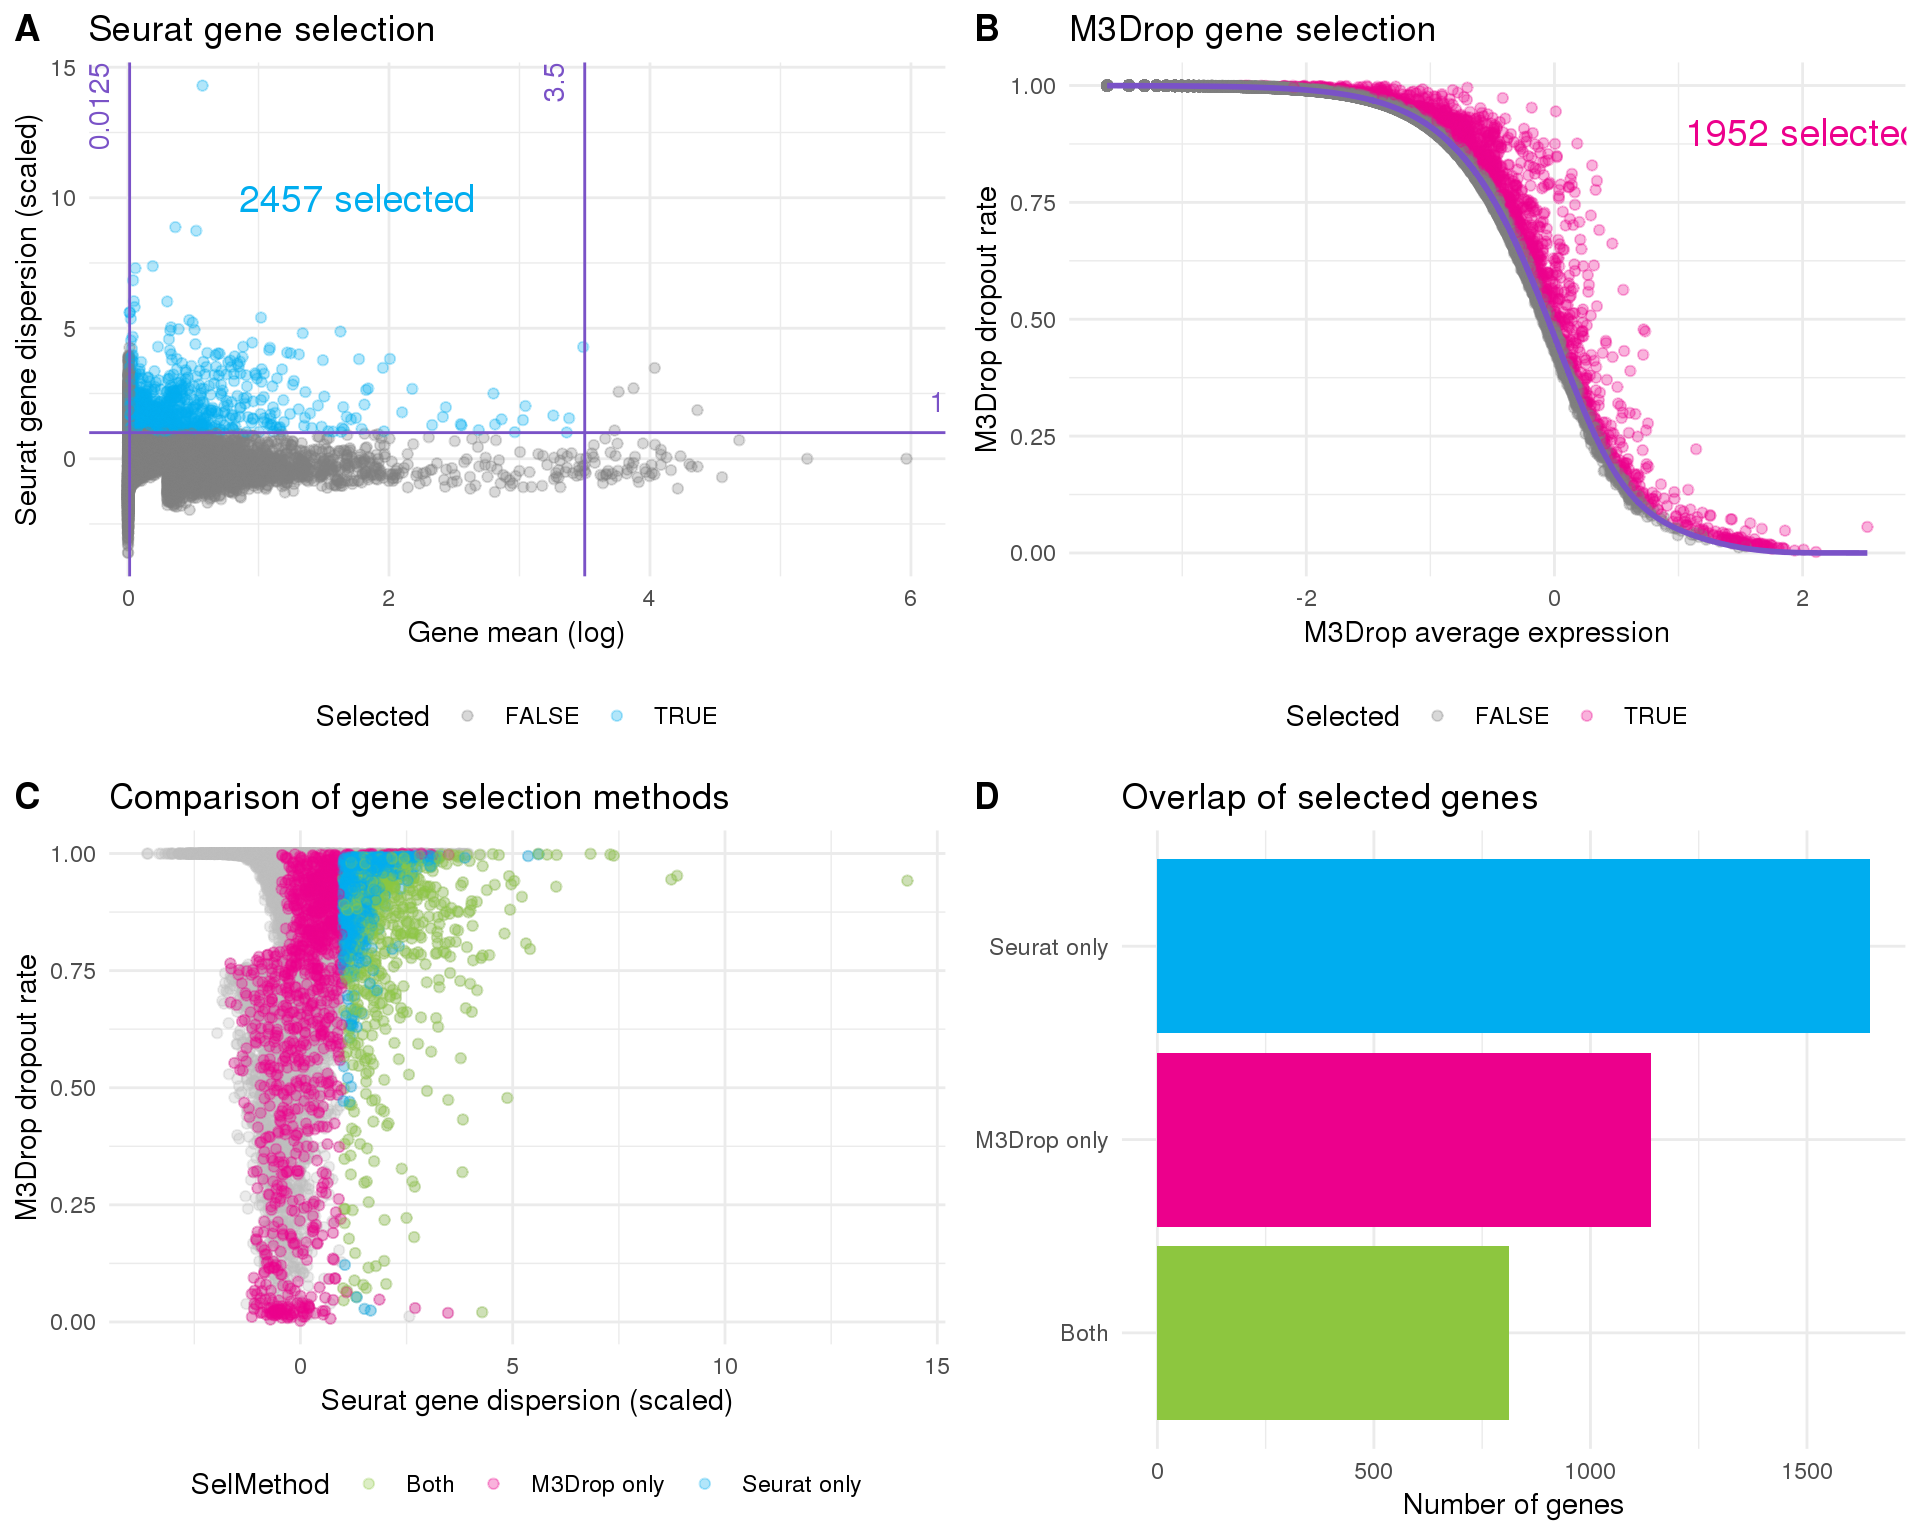 A Seurat gene selection
15
10
5
0
Seurat gene dispersion (scaled)
0.0125
3.5
2457 selected
1
0 2 4 6
Gene mean (log)
Selected FALSE TRUE
B M3Drop gene selection
1.00
0.75
0.50
0.25
0.00
M3Drop dropout rate
1952 selected
-2 0 2
M3Drop average expression
Selected FALSE TRUE
C Comparison of gene selection methods
1.00
0.75
0.50
0.25
0.00
M3Drop dropout rate
0 5 10 15
Seurat gene dispersion (scaled)
SelMethod Both M3Drop only Seurat only
D Overlap of selected genes
Seurat only
M3Drop only
Both
0 500 1000 1500
Number of genes